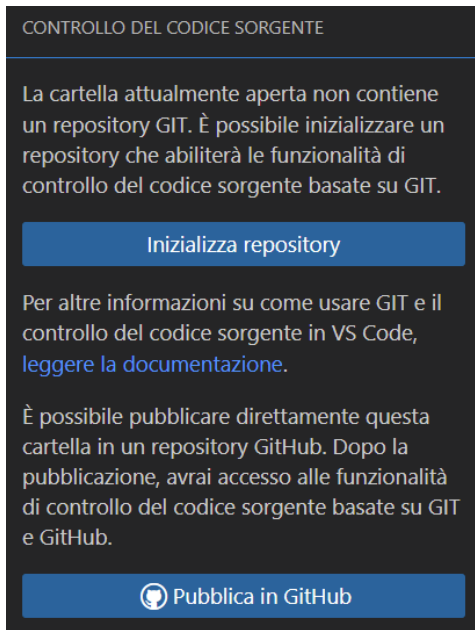 CONTROLLO DEL CODICE SORGENTE
La cartella attualmente aperta non contiene
un repository GIT. È possibile inizializzare un
repository che abiliterà le funzionalità di
controllo del codice sorgente basate su GIT.
Inizializza repository
Per altre informazioni su come usare GIT e il
controllo del codice sorgente in VS Code,
leggere la documentazione.
È possibile pubblicare direttamente questa
cartella in un repository GitHub. Dopo la
pubblicazione, avrai accesso alle funzionalità
di controllo del codice sorgente basate su GIT
e GitHub.
Pubblica in GitHub